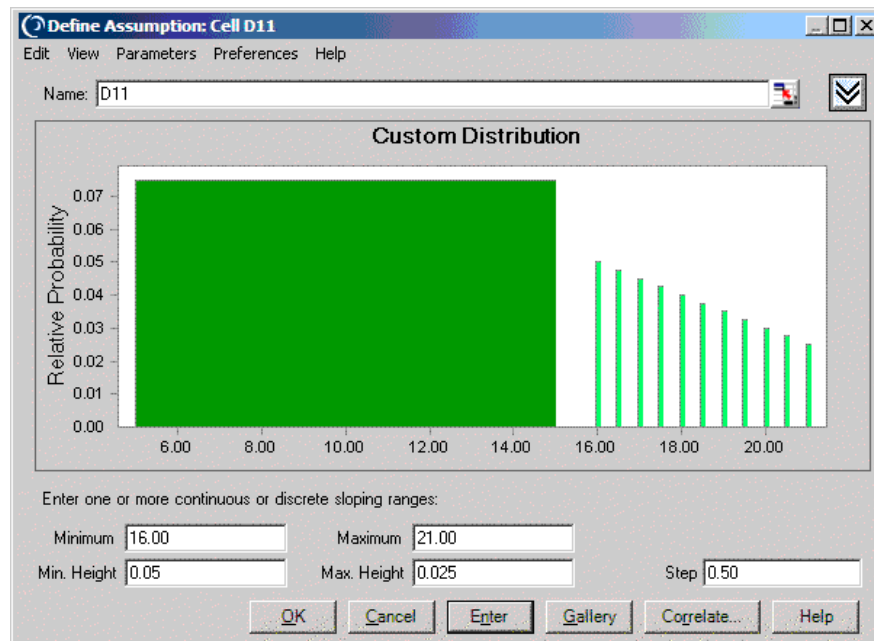 Define Assumption: Cell D11
Edit View Parameters Preferences Help
Name: D11
Custom Distribution
Relative Probability
0.07
0.06
0.05
0.04
0.03
0.02
0.01
0.00
6.00 8.00 10.00 12.00 14.00 16.00 18.00 20.00
Enter one or more continuous or discrete sloping ranges:
Minimum 16.00 Maximum 21.00
Min. Height 0.05 Max. Height 0.025 Step 0.50
OK Cancel Enter Gallery Correlate... Help